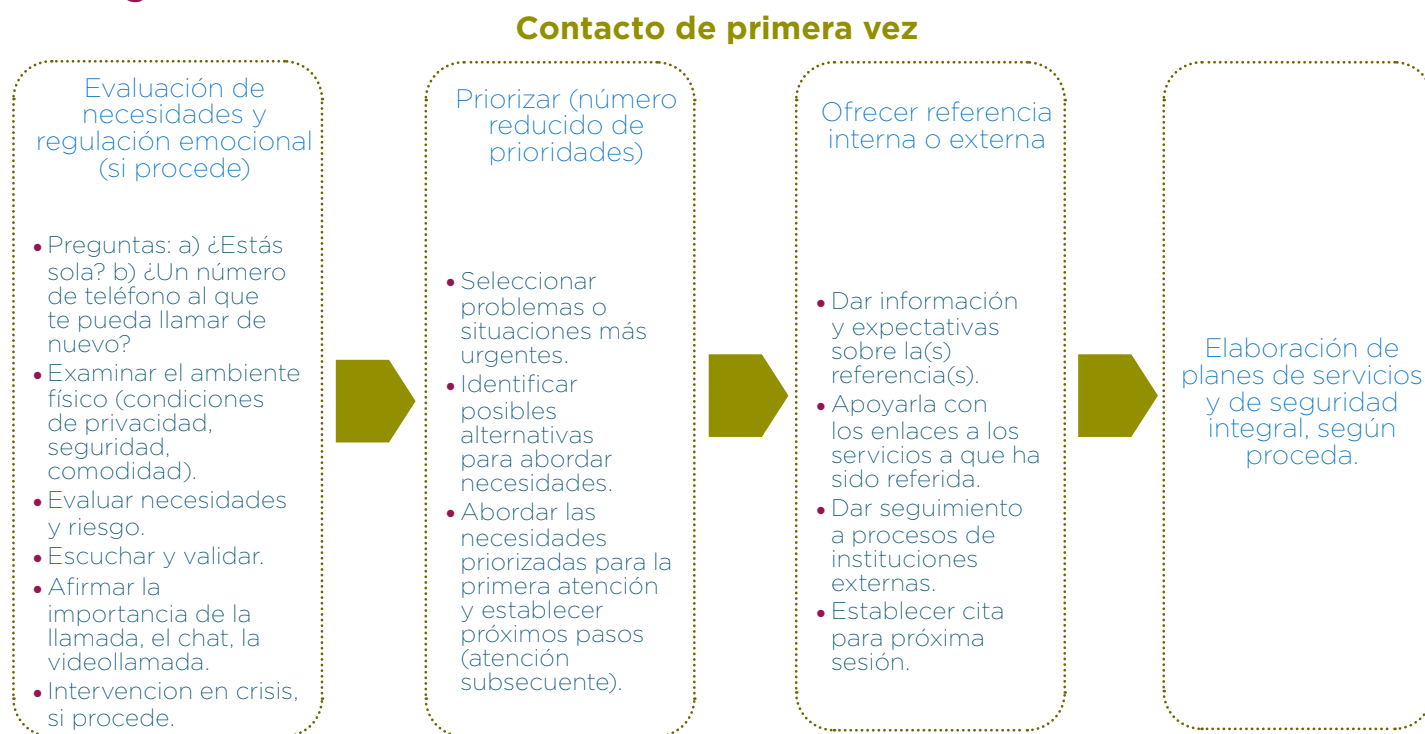 Contacto de primera vez
Evaluación de
necesidades y
regulación emocional
(si procede)
• Preguntas: a) ¿Estás
sola? b) ¿Un número
de teléfono al que
te pueda llamar de
nuevo?
• Examinar el ambiente
físico (condiciones
de privacidad,
seguridad,
comodidad).
• Evaluar necesidades
y riesgo.
• Escuchar y validar.
• Afirmar la
importancia de la
llamada, el chat, la
videollamada.
• Intervencion en crisis,
si procede.
Priorizar (número
reducido de
prioridades)
• Seleccionar
problemas o
situaciones más
urgentes.
• Identificar
posibles
alternativas
para abordar
necesidades.
• Abordar las
necesidades
priorizadas para la
primera atención
y establecer
próximos pasos
(atención
subsecuente).
Ofrecer referencia
interna o externa
• Dar información
y expectativas
sobre la(s)
referencia(s).
• Apoyarla con
los enlaces a los
servicios a que ha
sido referida.
• Dar seguimiento
a procesos de
instituciones
externas.
• Establecer cita
para próxima
sesión.
Elaboración de
planes de servicios
y de seguridad
integral, según
proceda.